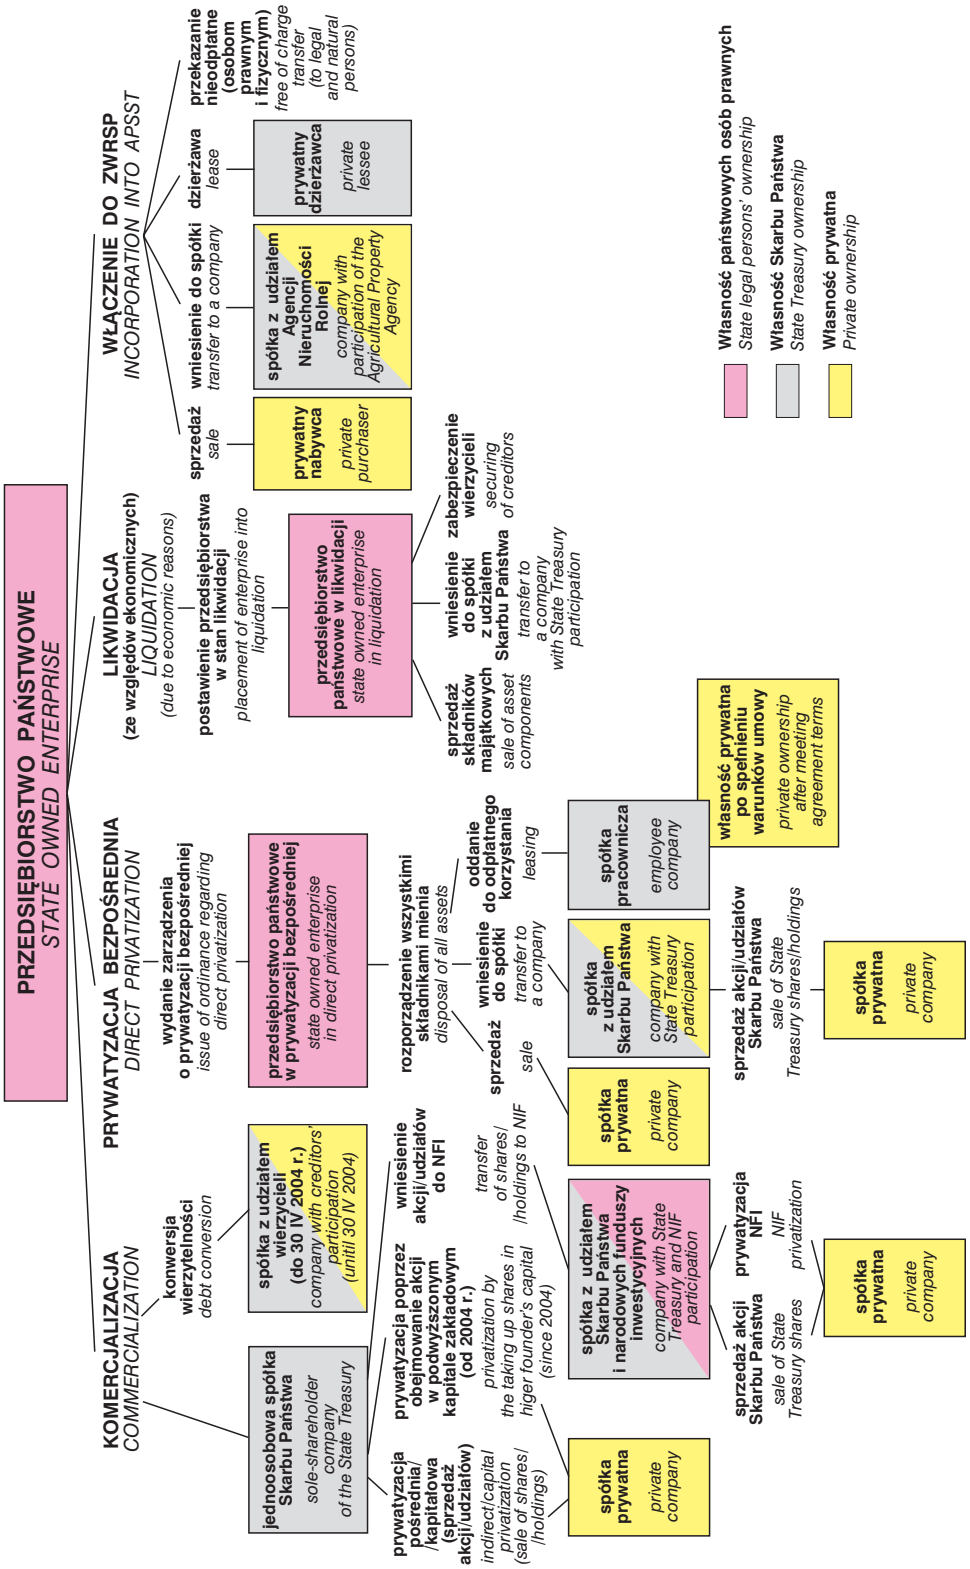 PRZEDSIĘBIORSTWO PAŃSTWOWE
STATE OWNED ENTERPRISE
KOMERCJALIZACJA
COMMERCIALIZATION
jednoosobowa spółka
Skarbu Państwa
sole-shareholder
company
of the State Treasury
konwersja
wierzytelności
debt conversion
spółka z udziałem
wierzycieli
(do 30 IV 2004 r.)
company with creditors'
participation
(until 30 IV 2004)
prywatyzacja
pośrednia/
/kapitałowa
(sprzedaż
akcji/udziałów)
indirect/capital
privatization
(sale of shares/
/holdings)
prywatyzacja poprzez
obejmowanie akcji
w podwyższonym
kapitale zakładowym
(od 2004 r.)
privatization by
the taking up shares in
higer founder's capital
(since 2004)
wniesienie
akcji/udziałów
do NFI
transfer
of shares/
/holdings to NIF
spółka
prywatna
private
company
spółka z udziałem
Skarbu Państwa
i narodowych funduszy
inwestycyjnych
company with State
Treasury and NIF
participation
sprzedaż akcji
Skarbu Państwa
sale of State
Treasury shares
prywatyzacja
NFI
NIF
privatization
spółka
prywatna
private
company
PRYWATYZACJA BEZPOŚREDNIA
DIRECT PRIVATIZATION
wydanie zarządzenia
o prywatyzacji bezpośredniej
issue of ordinance regarding
direct privatization
przedsiębiorstwo państwowe
w prywatyzacji bezpośredniej
state owned enterprise
in direct privatization
rozporządzenie wszystkimi
składnikami mienia
disposal of all assets
sprzedaż
sale
wniesienie
do spółki
transfer to
a company
oddanie
do odpłatnego
korzystania
leasing
spółka
prywatna
private
company
spółka
z udziałem
Skarbu Państwa
company with
State Treasury
participation
spółka
pracownicza
employee
company
własność prywatna
po spełnieniu
warunków umowy
private ownership
after meeting
agreement terms
sprzedaż akcji/udziałów
Skarbu Państwa
sale of State
Treasury shares/holdings
spółka
prywatna
private
company
LIKWIDACJA
(ze względów ekonomicznych)
LIQUIDATION
(due to economic reasons)
postawienie przedsiębiorstwa
w stan likwidacji
placement of enterprise into
liquidation
przedsiębiorstwo
państwowe w likwidacji
state owned enterprise
in liquidation
sprzedaż
składników
majątkowych
sale of asset
components
wniesienie
do spółki
z udziałem
Skarbu Państwa
transfer to
a company
with State Treasury
participation
zabezpieczenie
wierzycieli
securing
of creditors
WŁĄCZENIE DO ZWRSP
INCORPORATION INTO APSST
sprzedaż
sale
wniesienie do spółki
transfer to a company
dzierżawa
lease
przekazanie
nieodpłatne
(osobom
prawnym
i fizycznym)
free of charge
transfer
(to legal
and natural
persons)
prywatny
nabywca
private
purchaser
spółka z udziałem
Agencji
Nieruchomości
Rolnej
company with
participation of the
Agricultural Property
Agency
prywatny
dzierżawca
private
lessee
Własność państwowych osób prawnych
State legal persons' ownership
Własność Skarbu Państwa
State Treasury ownership
Własność prywatna
Private ownership